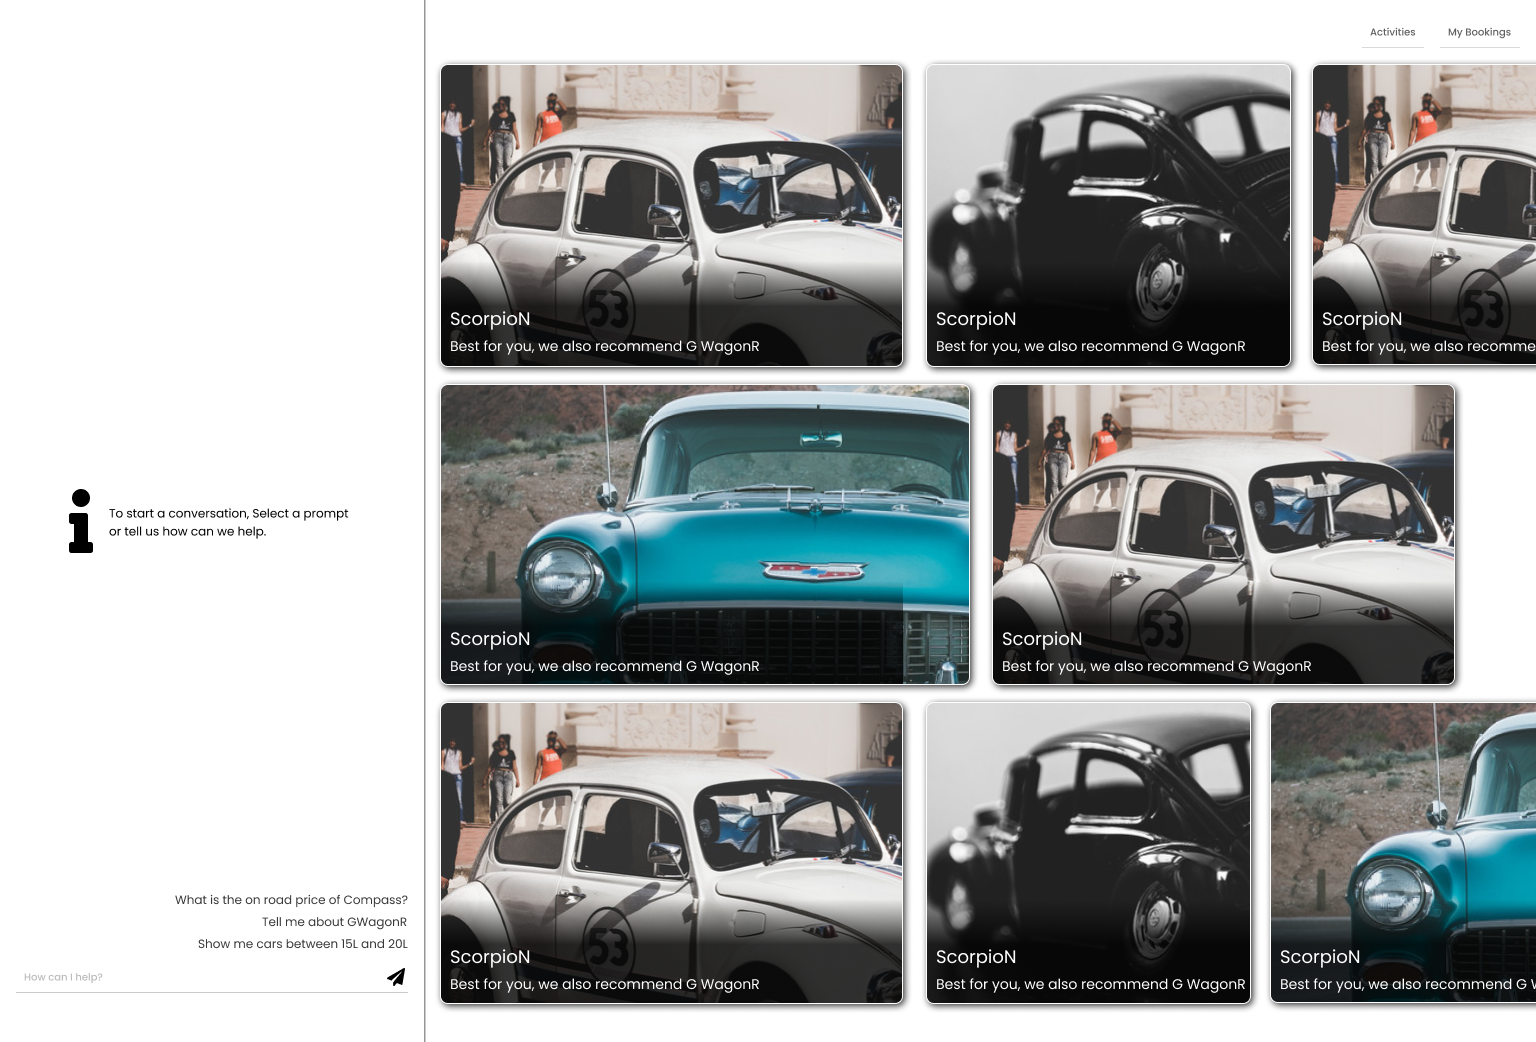 Activities
My Bookings
ScorpioN
Best for you, we also recommend G WagonR
53
ScorpioN
Best for you, we also recommend G WagonR
ScorpioN
Best for you, we also recomme
53
ScorpioN
Best for you, we also recommend G WagonR
ScorpioN
Best for you, we also recommend G WagonR
53
ScorpioN
Best for you, we also recommend G WagonR
53
ScorpioN
Best for you, we also recommend G WagonR
ScorpioN
Best for you, we also recommend G W
To start a conversation, Select a prompt
or tell us how can we help.
What is the on road price of Compass?
Tell me about GWagonR
Show me cars between 15L and 20L
How can I help?